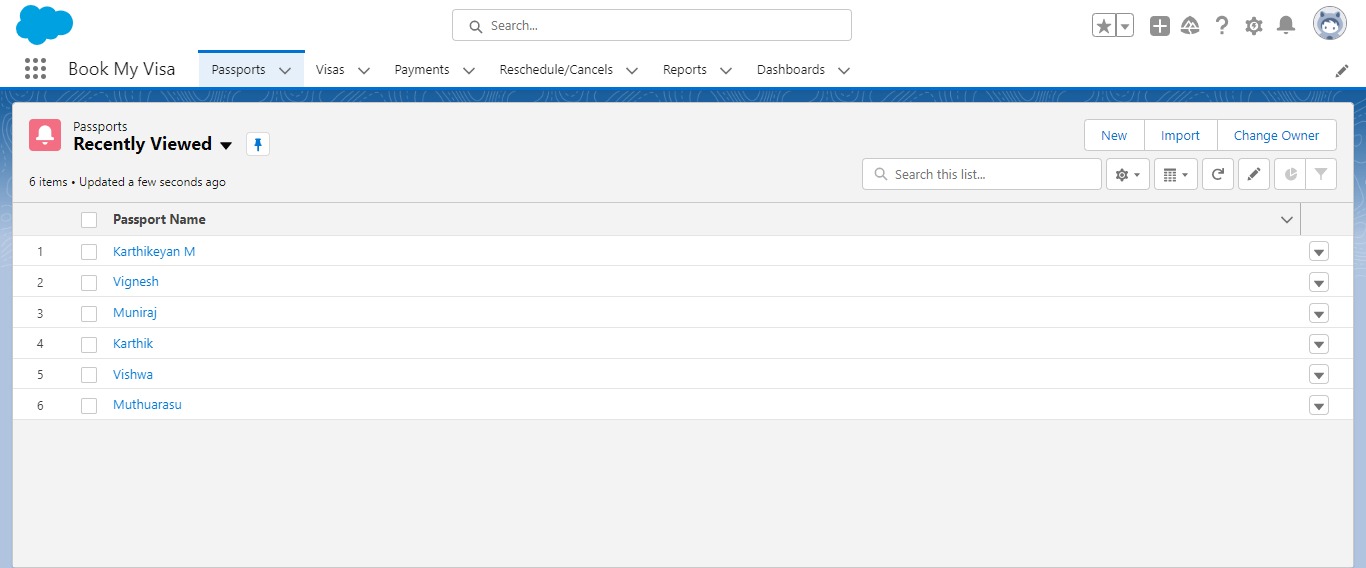 Search...
Book My Visa Passports Visas Payments Reschedule/Cancels Reports Dashboards
Passports
Recently Viewed
New Import Change Owner
6 items • Updated a few seconds ago
Search this list...
Passport Name
1 Karthikeyan M
2 Vignesh
3 Muniraj
4 Karthik
5 Vishwa
6 Muthuarasu